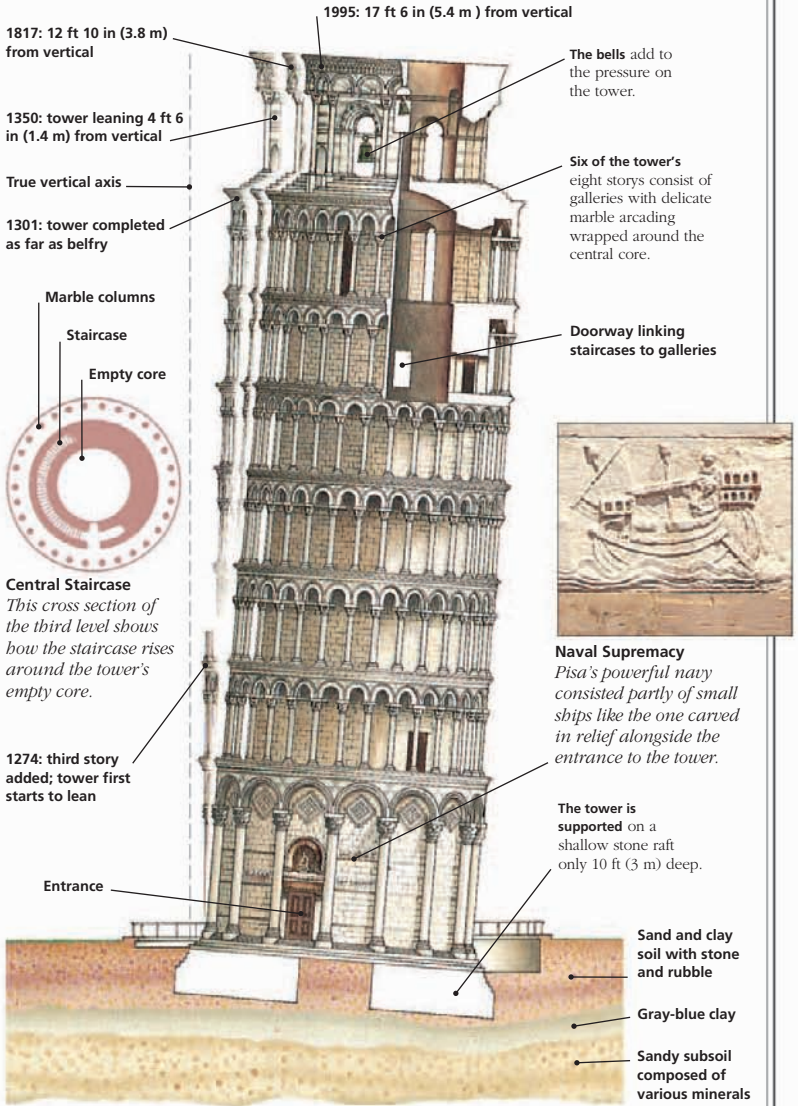 1995: 17 ft 6 in (5.4 m ) from vertical
1817: 12 ft 10 in (3.8 m)
from vertical
The bells add to
the pressure on
the tower.
1350: tower leaning 4 ft 6
in (1.4 m) from vertical
Six of the tower's
eight storys consist of
galleries with delicate
marble arcading
wrapped around the
central core.
True vertical axis
1301: tower completed
as far as belfry
Marble columns
Staircase
Empty core
Doorway linking
staircases to galleries
Central Staircase
This cross section of
the third level shows
how the staircase rises
around the tower's
empty core.
Naval Supremacy
Pisa's powerful navy
consisted partly of small
ships like the one carved
in relief alongside the
entrance to the tower.
1274: third story
added; tower first
starts to lean
The tower is
supported on a
shallow stone raft
only 10 ft (3 m) deep.
Entrance
Sand and clay
soil with stone
and rubble
Gray-blue clay
Sandy subsoil
composed of
various minerals